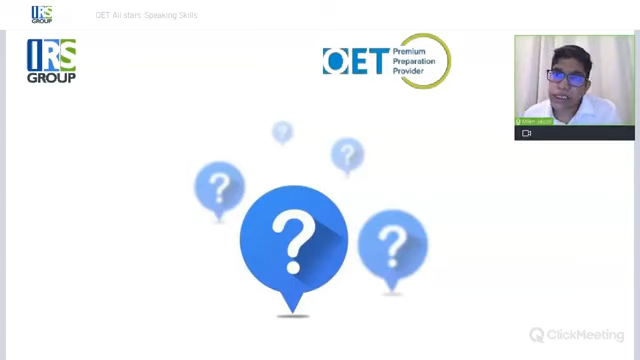 IRS
GROUP
OET All stars: Speaking Skills
IRS
GROUP
OET
Premium
Preparation
Provider
?
?
?
?
?
ClickMeeting